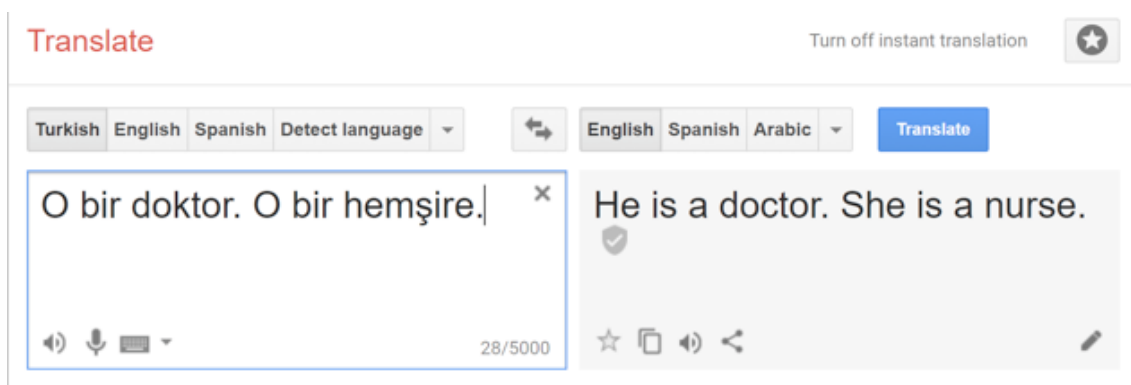 Translate
Turn off instant translation
Turkish English Spanish Detect language
English Spanish Arabic
Translate
O bir doktor. O bir hemşire.
He is a doctor. She is a nurse.
28/5000